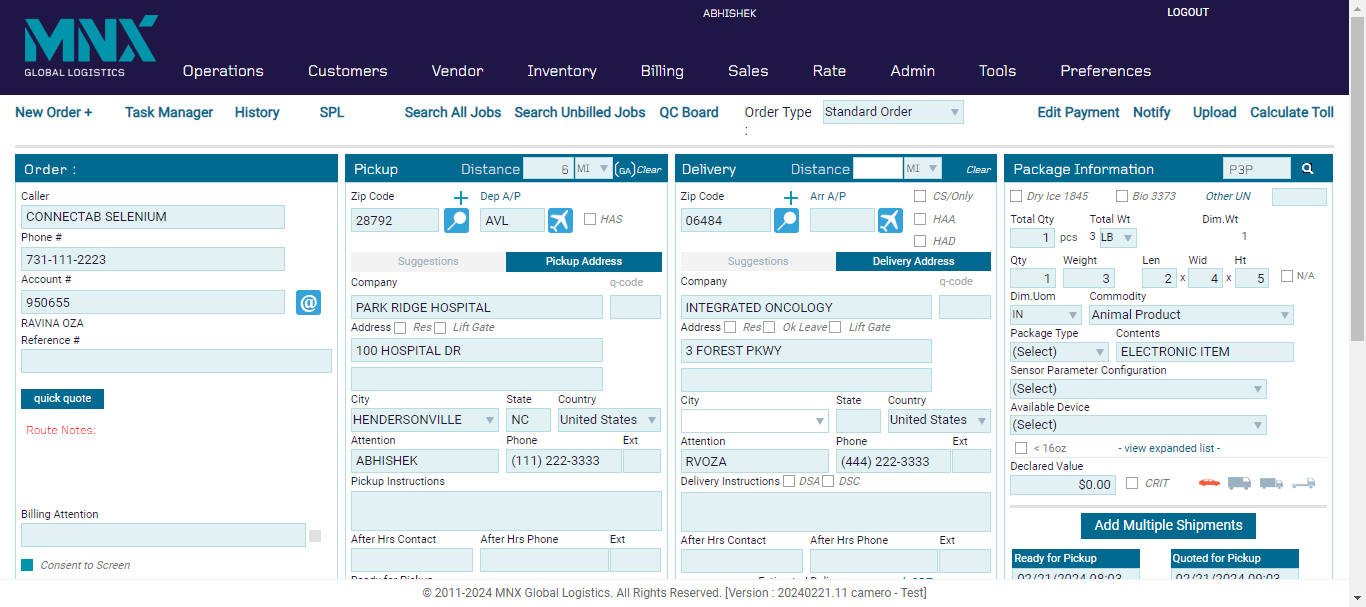 ABHISHEK
LOGOUT
MNX
GLOBAL LOGISTICS
Operations Customers Vendor Inventory Billing Sales Rate Admin Tools Preferences
New Order + Task Manager History SPL Search All Jobs Search Unbilled Jobs QC Board Order Type : Standard Order Edit Payment Notify Upload Calculate Toll
Order :
Caller
CONNECTAB SELENIUM
Phone #
731-111-2223
Account #
950655 @
RAVINA OZA
Reference #
quick quote
Route Notes:
Billing Attention
Consent to Screen
Pickup Distance 6 MI (GA) Clear
Zip Code + Dep A/P
28792 AVL HAS
Suggestions Pickup Address
Company q-code
PARK RIDGE HOSPITAL
Address Res Lift Gate
100 HOSPITAL DR
City State Country
HENDERSONVILLE NC United States
Attention Phone Ext
ABHISHEK (111) 222-3333
Pickup Instructions
After Hrs Contact After Hrs Phone Ext
Delivery Distance MI Clear
Zip Code + Arr A/P CS/Only
06484 HAA
HAD
Suggestions Delivery Address
Company q-code
INTEGRATED ONCOLOGY
Address Res Ok Leave Lift Gate
3 FOREST PKWY
City State Country
United States
Attention Phone Ext
RVOZA (444) 222-3333
Delivery Instructions DSA DSC
After Hrs Contact After Hrs Phone Ext
Package Information P3P
Dry Ice 1845 Bio 3373 Other UN
Total Qty Total Wt Dim.Wt
1 pcs 3 LB 1
Qty Weight Len Wid Ht
1 3 2 x 4 x 5 N/A
Dim.Uom Commodity
IN Animal Product
Package Type Contents
(Select) ELECTRONIC ITEM
Sensor Parameter Configuration
(Select)
Available Device
(Select)
< 16oz - view expanded list -
Declared Value
$0.00 CRIT
Add Multiple Shipments
Ready for Pickup Quoted for Pickup
02/21/2024 08:03 02/21/2024 09:03
© 2011-2024 MNX Global Logistics. All Rights Reserved. [Version : 20240221.11 camero - Test]